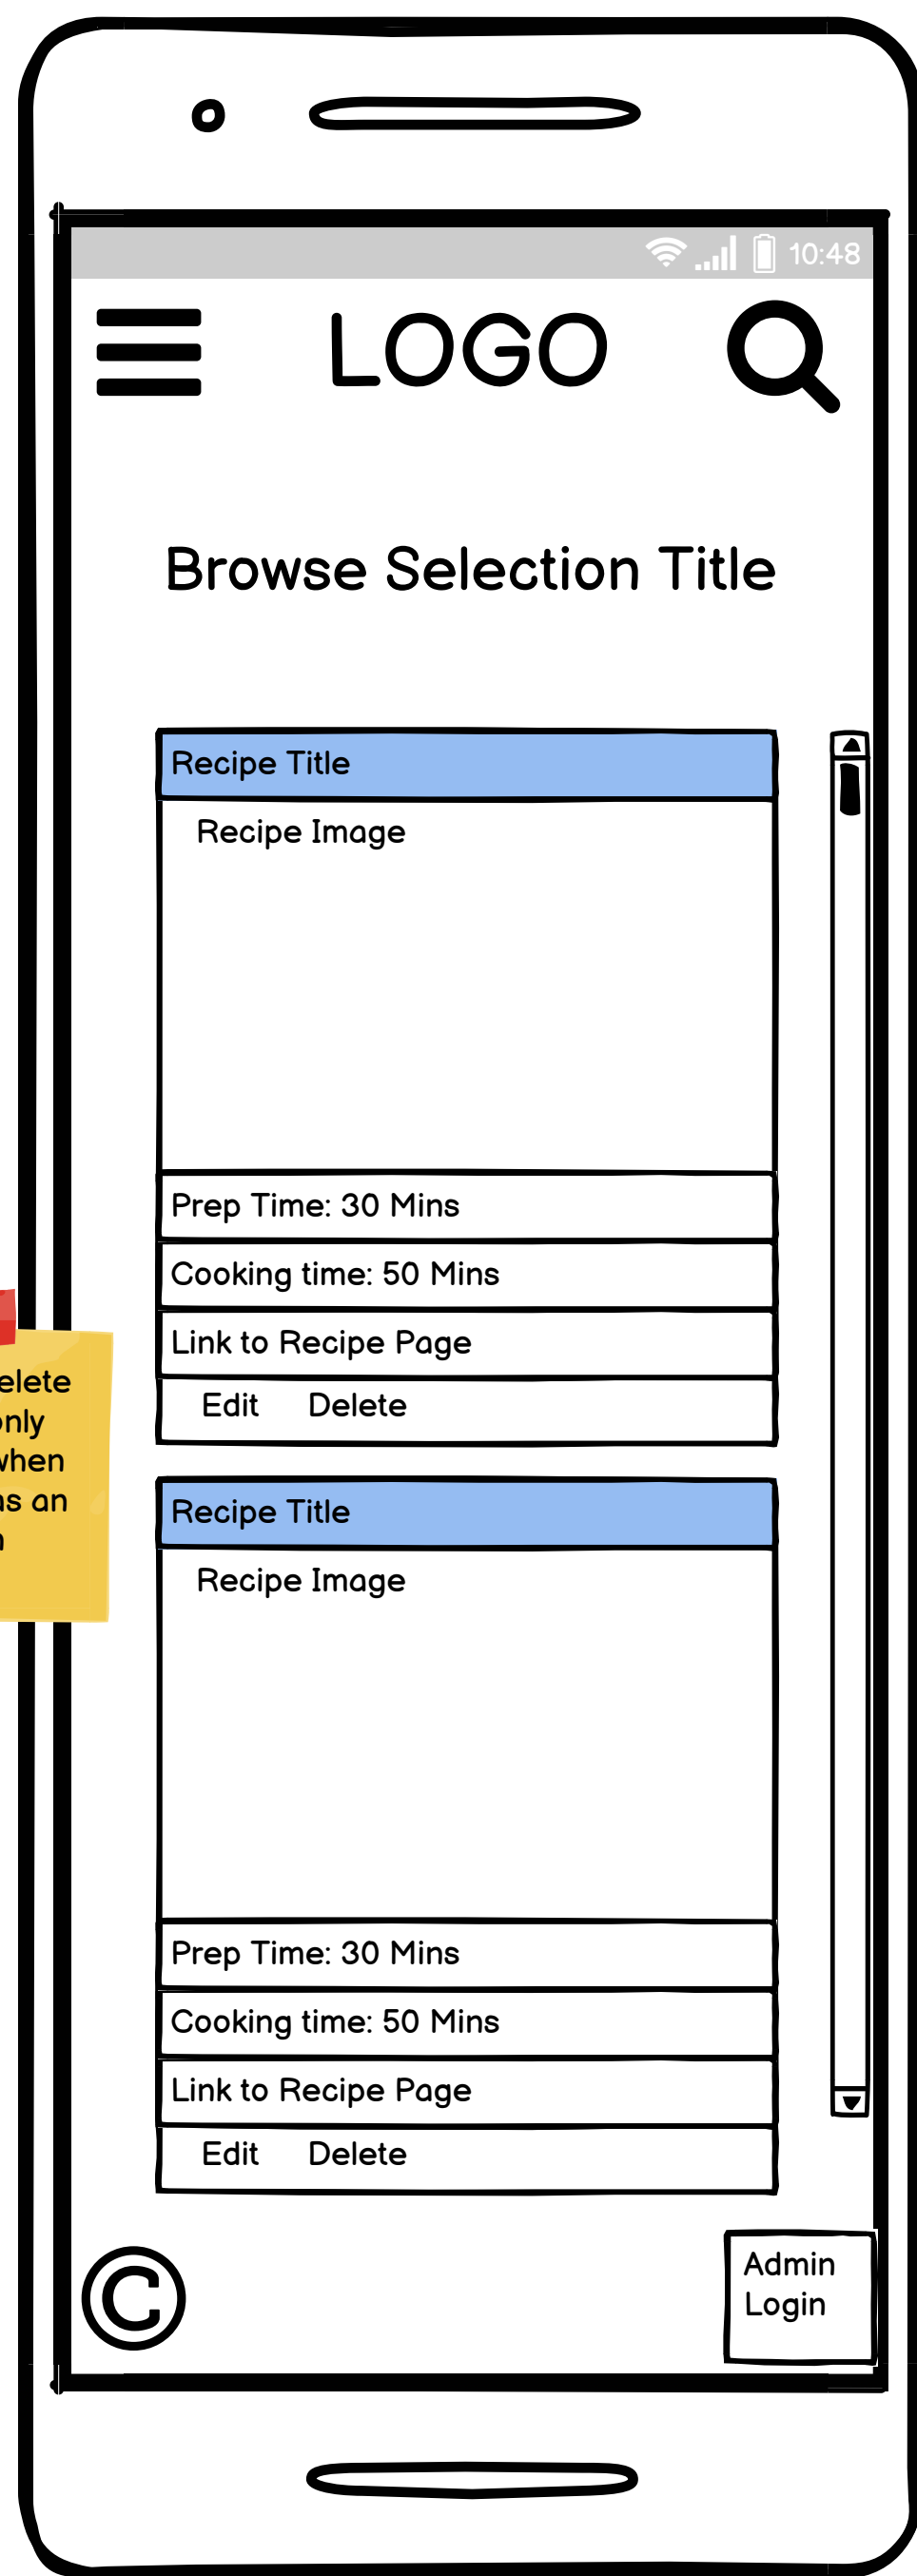 10:48
LOGO
Browse Selection Title
Recipe Title
Recipe Image
Prep Time: 30 Mins
Cooking time: 50 Mins
Link to Recipe Page
Edit Delete
when
an
Recipe Title
Recipe Image
Prep Time: 30 Mins
Cooking time: 50 Mins
Link to Recipe Page
Edit Delete
©
Admin
Login